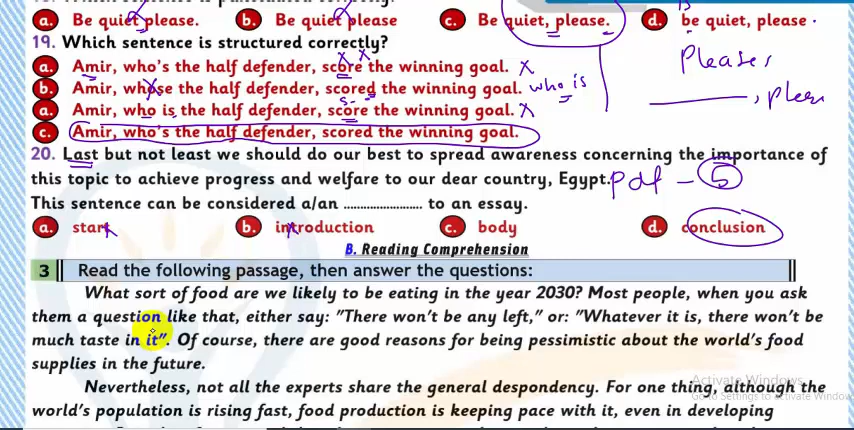 a. Be quiet please. b. Be quiet please c. Be quiet, please. d. be quiet, please.
19. Which sentence is structured correctly?
a. Amir, who's the half defender, score the winning goal. x
b. Amir, whose the half defender, scored the winning goal. who is
a. Amir, who is the half defender, score the winning goal. x
c. Amir, who's the half defender, scored the winning goal.
Please,
20. Last but not least we should do our best to spread awareness concerning the importance of
this topic to achieve progress and welfare to our dear country, Egypt. pdf - 5
This sentence can be considered a/an ........................ to an essay.
a. start b. introduction c. body d. conclusion
B. Reading Comprehension
3 Read the following passage, then answer the questions:
What sort of food are we likely to be eating in the year 2030? Most people, when you ask
them a question like that, either say: "There won't be any left," or: "Whatever it is, there won't be
much taste in it". Of course, there are good reasons for being pessimistic about the world's food
supplies in the future.
Nevertheless, not all the experts share the general despondency. For one thing, although the
world's population is rising fast, food production is keeping pace with it, even in developing
Activate Windows
Go to Settings to activate Windows